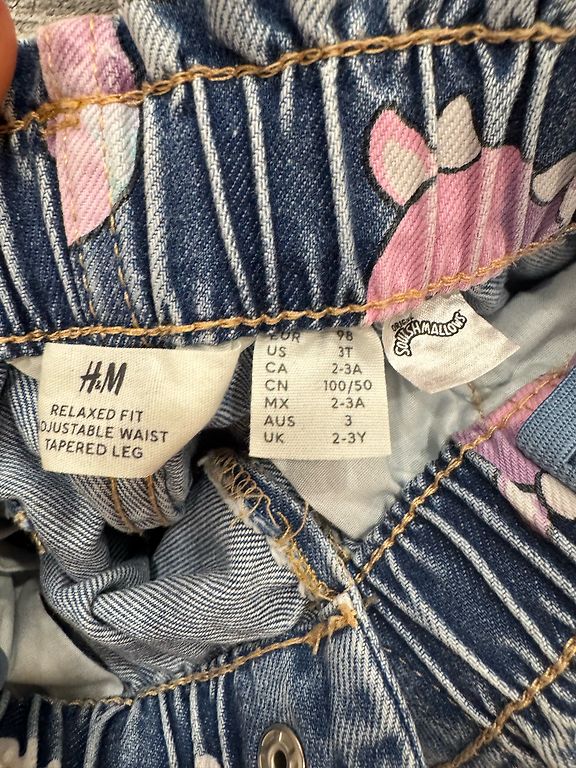 H&M
RELAXED FIT
DJUSTABLE WAIST
TAPERED LEG
EUR 98
US 3T
CA 2-3A
CN 100/50
MX 2-3A
AUS 3
UK 2-3Y
SQUISHMALLOWS